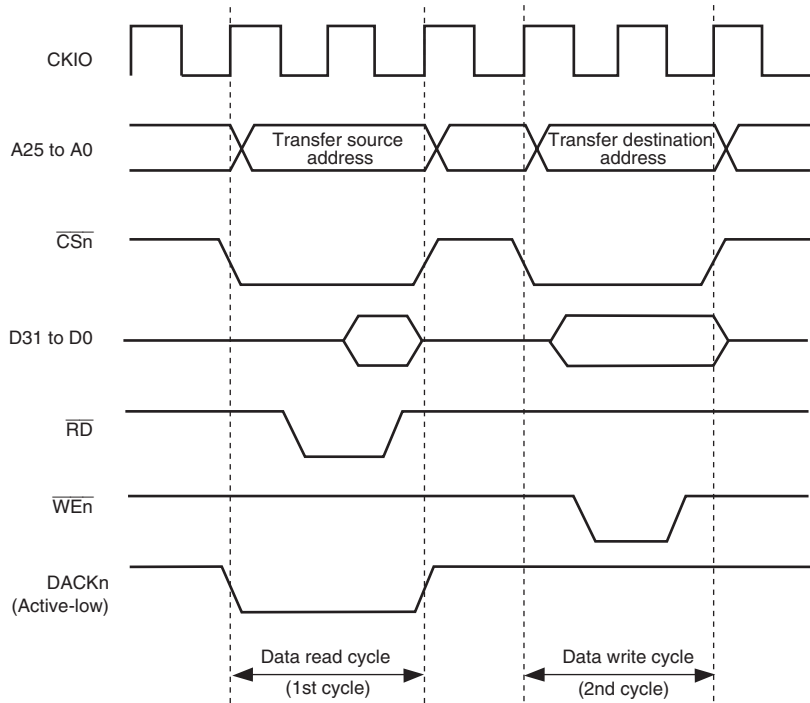 CKIO
A25 to A0
Transfer source
address
Transfer destination
address
CSn
D31 to D0
RD
WEn
DACKn
(Active-low)
Data read cycle
(1st cycle)
Data write cycle
(2nd cycle)